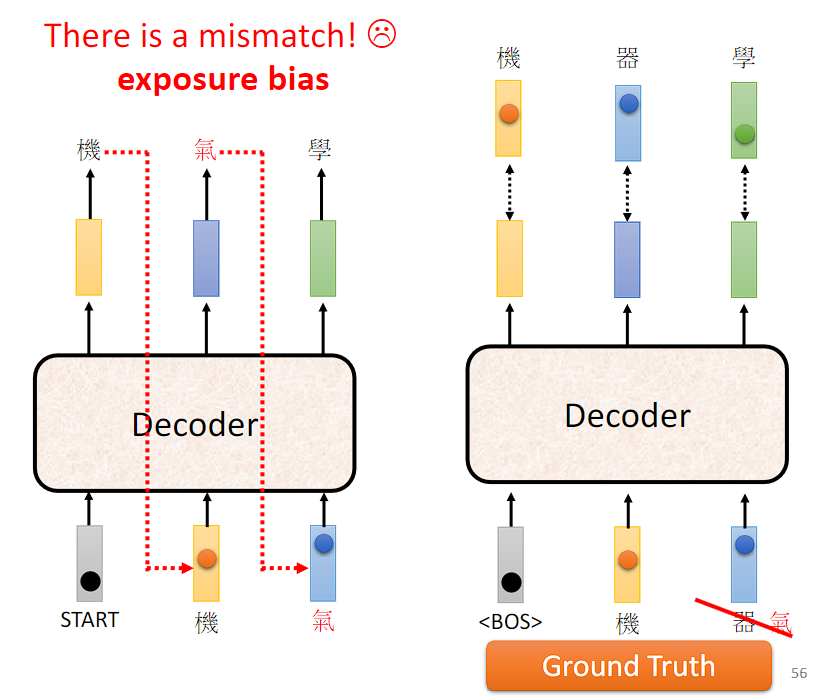 There is a mismatch! ☹
exposure bias
機 氣 學
Decoder
START 機 氣
機 器 學
Decoder
<BOS> 機 器 氣
Ground Truth
56